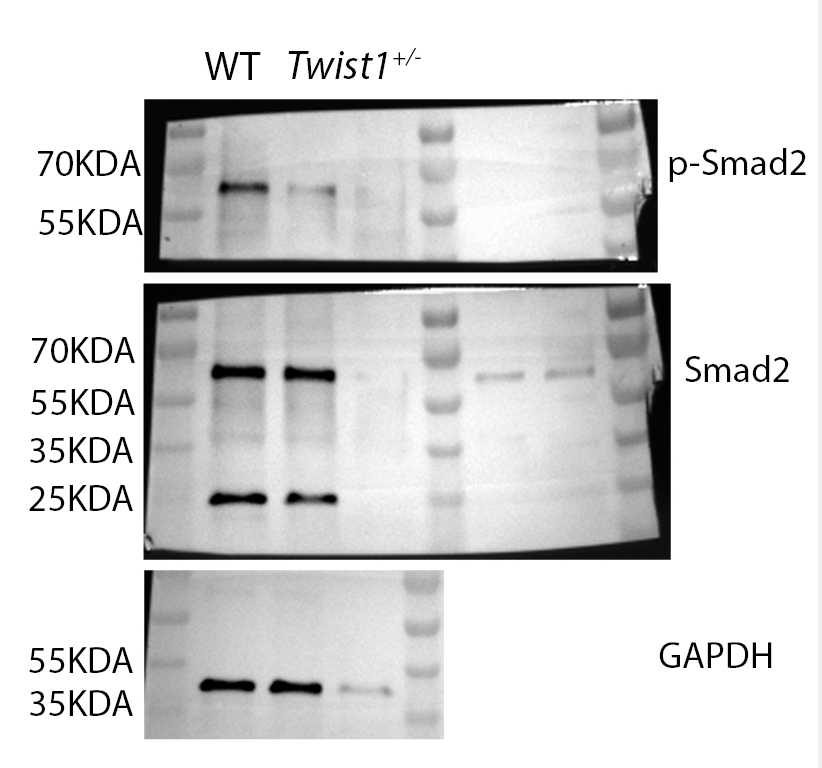 WT Twist1+/-
70KDA
55KDA
p-Smad2
70KDA
55KDA
35KDA
25KDA
Smad2
55KDA
35KDA
GAPDH